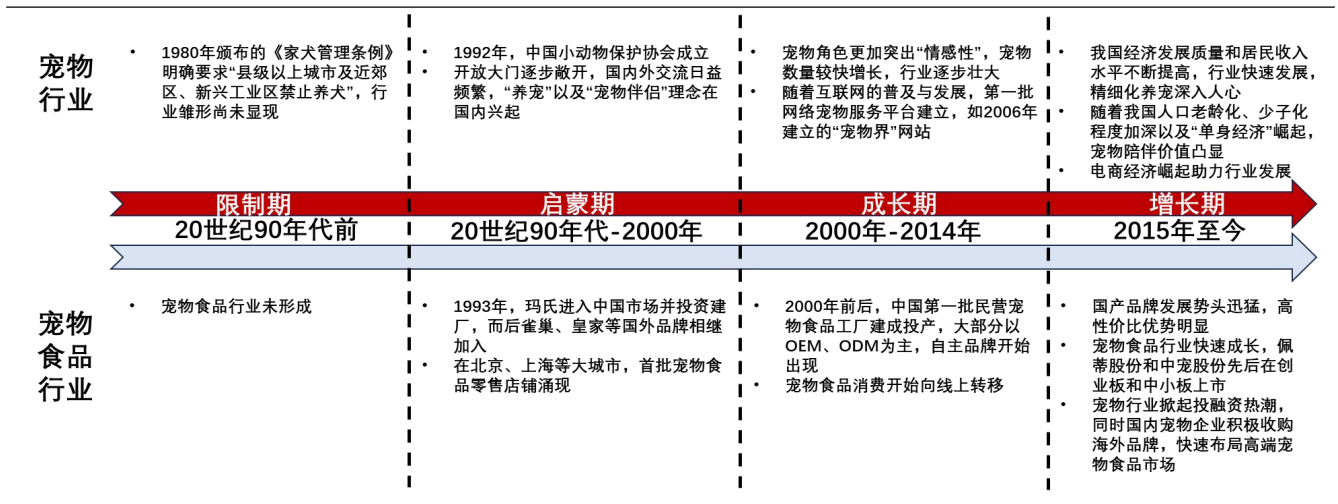 宠物
行业
• 1980年颁布的《家犬管理条例》
明确要求“县级以上城市及近郊
区、新兴工业区禁止养犬”，行
业雏形尚未显现
• 1992年，中国小动物保护协会成立
• 开放大门逐步敞开，国内外交流日益
频繁，“养宠”以及“宠物伴侣”理念在
国内兴起
• 宠物角色更加突出“情感性”，宠物
数量较快增长，行业逐步壮大
• 随着互联网的普及与发展，第一批
网络宠物服务平台建立，如2006年
建立的“宠物界”网站
• 我国经济发展质量和居民收入
水平不断提高，行业快速发展，
精细化养宠深入人心
• 随着我国人口老龄化、少子化
程度加深以及“单身经济”崛起，
宠物陪伴价值凸显
• 电商经济崛起助力行业发展
限制期
启蒙期
成长期
增长期
20世纪90年代前
20世纪90年代-2000年
2000年-2014年
2015年至今
宠物
食品
行业
• 宠物食品行业未形成
• 1993年，玛氏进入中国市场并投资建
厂，而后雀巢、皇家等国外品牌相继
加入
• 在北京、上海等大城市，首批宠物食
品零售店铺涌现
• 2000年前后，中国第一批民营宠
物食品工厂建成投产，大部分以
OEM、ODM为主，自主品牌开始
出现
• 宠物食品消费开始向线上转移
• 国产品牌发展势头迅猛，高
性价比优势明显
• 宠物食品行业快速成长，佩
蒂股份和中宠股份先后在创
业板和中小板上市
• 宠物行业掀起投融资热潮，
同时国内宠物企业积极收购
海外品牌，快速布局高端宠
物食品市场